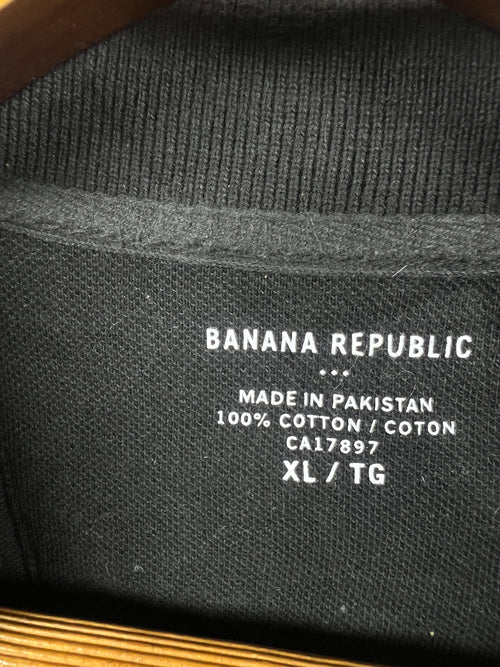 BANANA REPUBLIC
...
MADE IN PAKISTAN
100% COTTON / COTON
CA17897
XL / TG